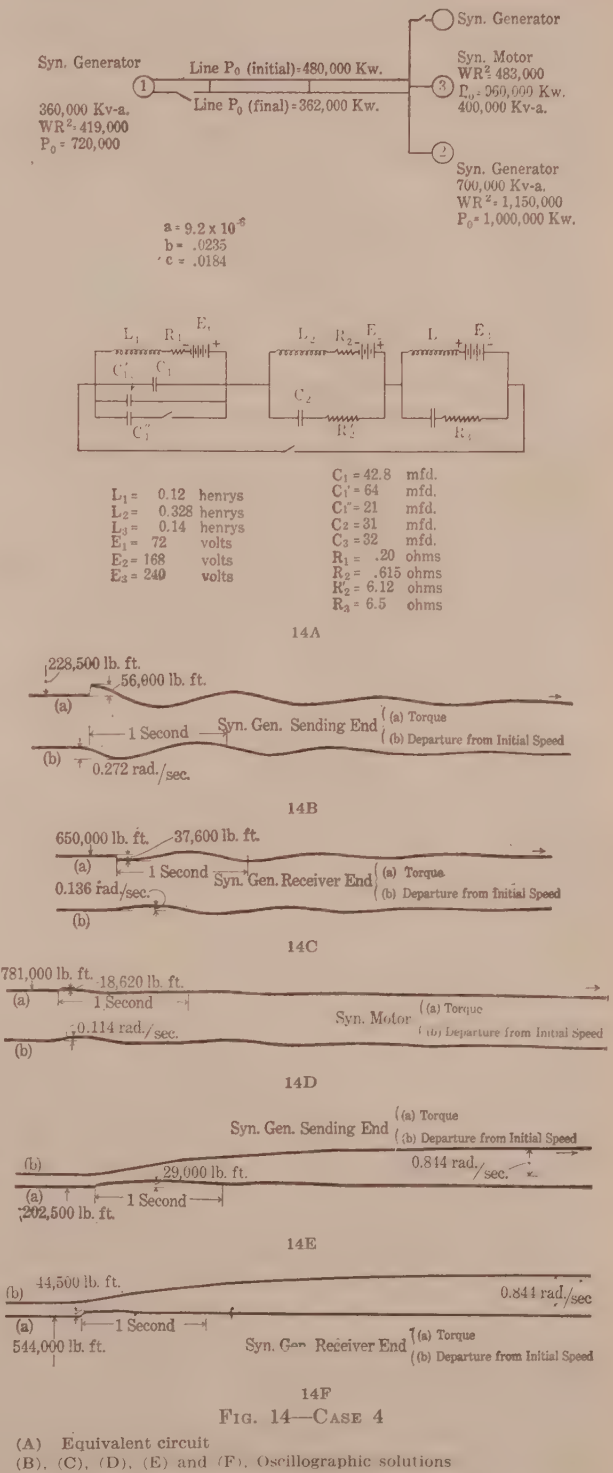 Syn. Generator
Syn. Generator
Line P₀ (initial)=480,000 Kw.
Syn. Motor
WR²= 483,000
P₀= 960,000 Kw.
400,000 Kv-a.
1
3
Line P₀ (final)=362,000 Kw.
360,000 Kv-a.
WR²= 419,000
P₀ = 720,000
2
Syn. Generator
700,000 Kv-a.
WR²= 1,150,000
P₀= 1,000,000 Kw.
a = 9.2 x 10⁻⁶
b = .0235
c = .0184
L₁ R₁ E₁ L₂ R₂ E L E₃
C₁' C₁ C₂
C₁'' R₂'
L₁ = 0.12 henrys
L₂ = 0.328 henrys
L₃ = 0.14 henrys
E₁ = 72 volts
E₂ = 168 volts
E₃ = 240 volts
C₁ = 42.8 mfd.
C₁' = 64 mfd.
C₁'' = 21 mfd.
C₂ = 31 mfd.
C₃ = 32 mfd.
R₁ = .20 ohms
R₂ = .615 ohms
R'₂ = 6.12 ohms
R₃ = 6.5 ohms
14A
228,500 lb. ft.
56,000 lb. ft.
(a)
1 Second
Syn. Gen. Sending End
(a) Torque
(b) Departure from Initial Speed
(b)
0.272 rad./sec.
14B
650,000 lb. ft.
37,600 lb. ft.
(a)
1 Second
Syn. Gen. Receiver End
(a) Torque
(b) Departure from Initial Speed
0.136 rad/sec.
(b)
14C
781,000 lb. ft.
18,620 lb. ft.
(a)
1 Second
Syn. Motor
(a) Torque
(b) Departure from Initial Speed
0.114 rad./sec.
(b)
14D
Syn. Gen. Sending End
(a) Torque
(b) Departure from Initial Speed
(b)
29,000 lb. ft.
0.844 rad./sec.
(a)
1 Second
202,500 lb. ft.
14E
(b)
44,500 lb. ft.
0.844 rad./sec
(a)
1 Second
544,000 lb. ft.
Syn. Gen Receiver End
(a) Torque
(b) Departure from Initial Speed
14F
FIG. 14—CASE 4
(A) Equivalent circuit
(B), (C), (D), (E) and (F), Oscillographic solutions